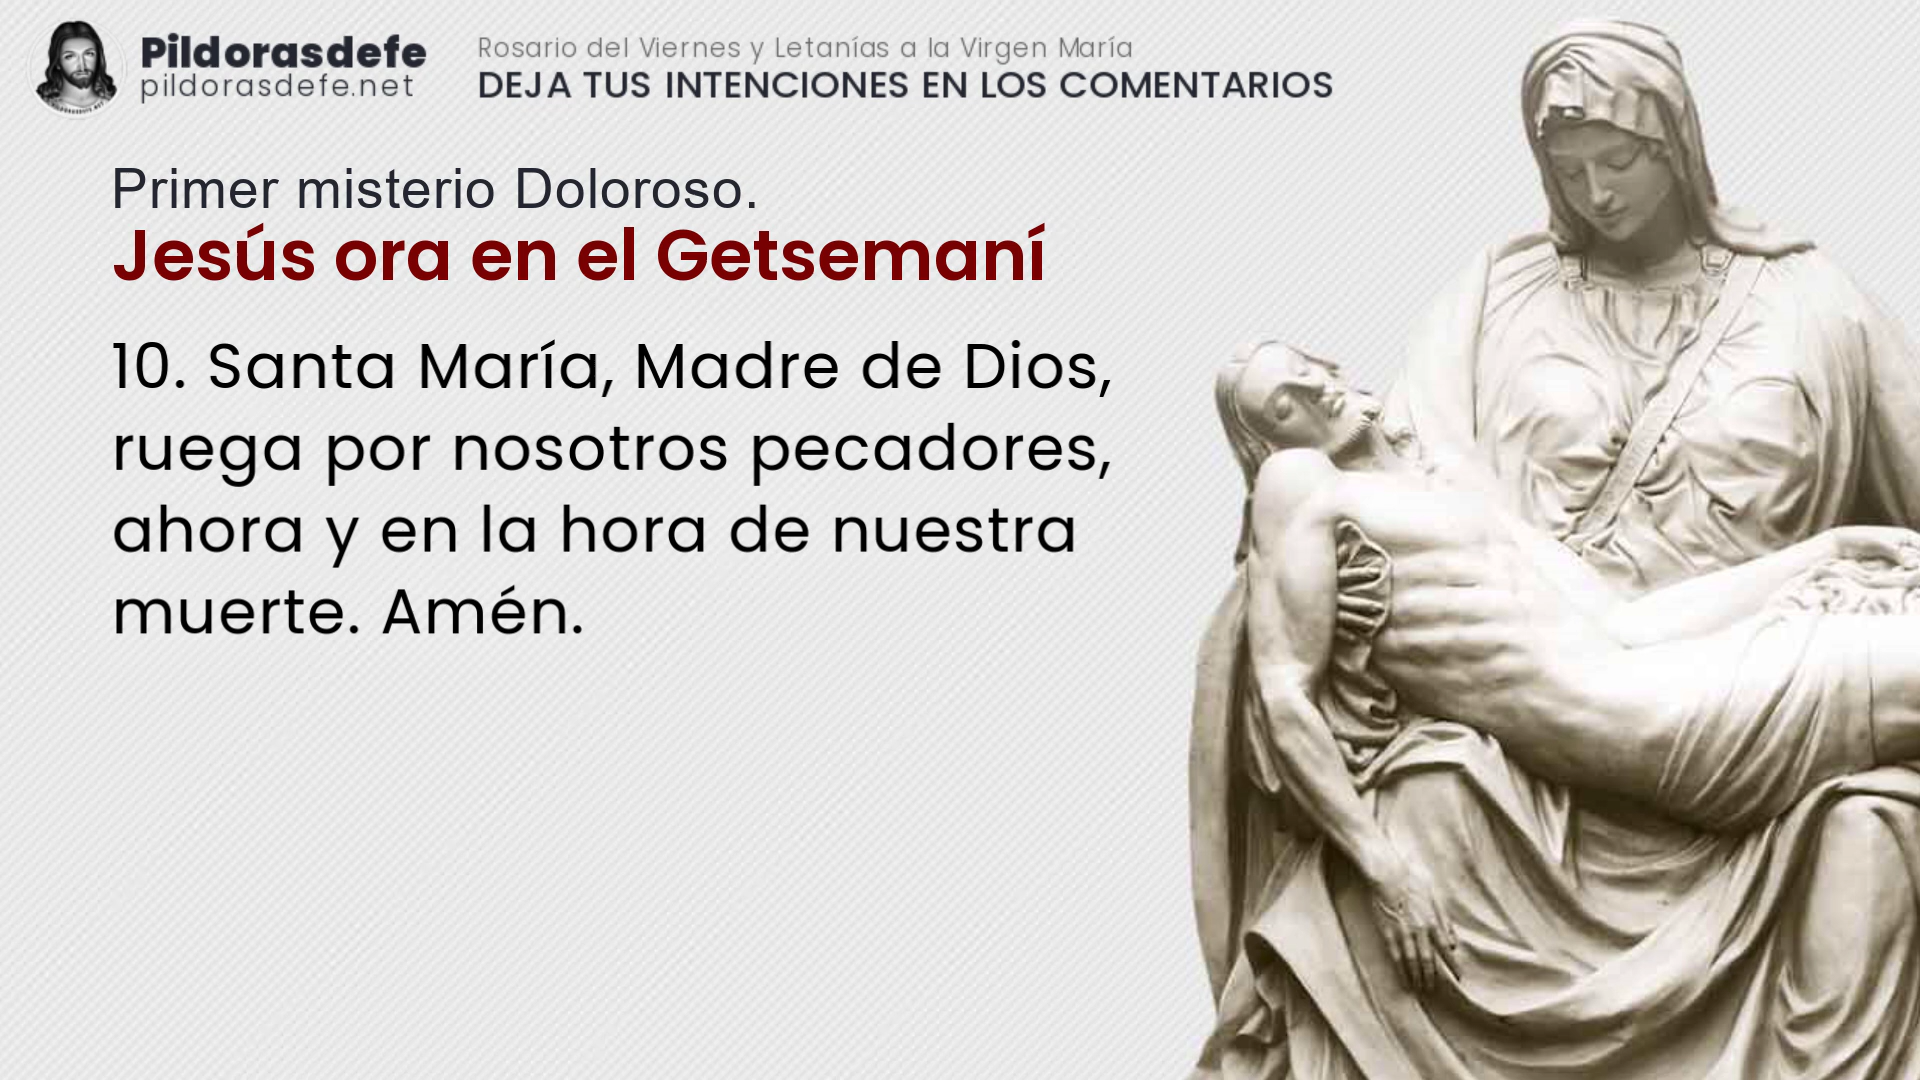 Pildorasdefe
pildorasdefe.net
Rosario del Viernes y Letanías a la Virgen María
DEJA TUS INTENCIONES EN LOS COMENTARIOS
Primer misterio Doloroso.
Jesús ora en el Getsemaní
10. Santa María, Madre de Dios,
ruega por nosotros pecadores,
ahora y en la hora de nuestra
muerte. Amén.